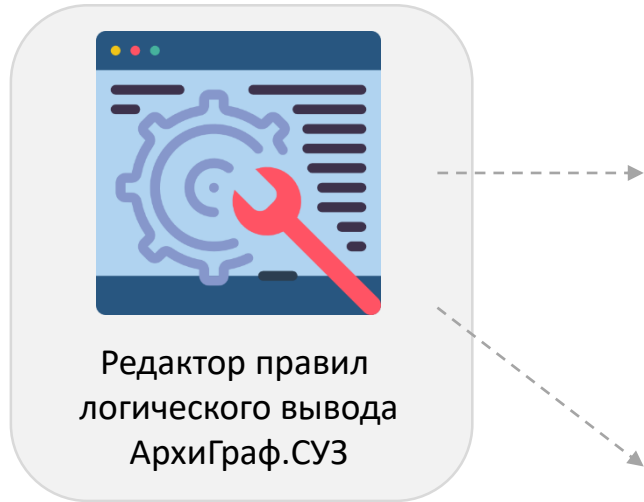 Редактор правил
логического вывода
АрхиГраф.СУЗ